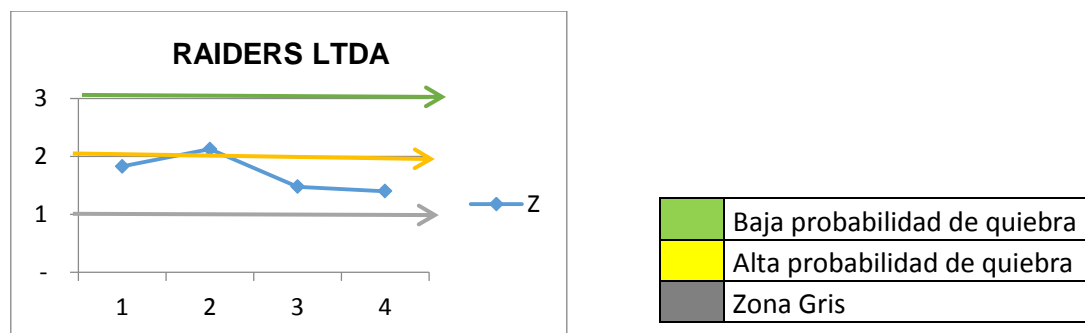 RAIDERS LTDA
3
2
1
-
1 2 3 4
Z
Baja probabilidad de quiebra
Alta probabilidad de quiebra
Zona Gris